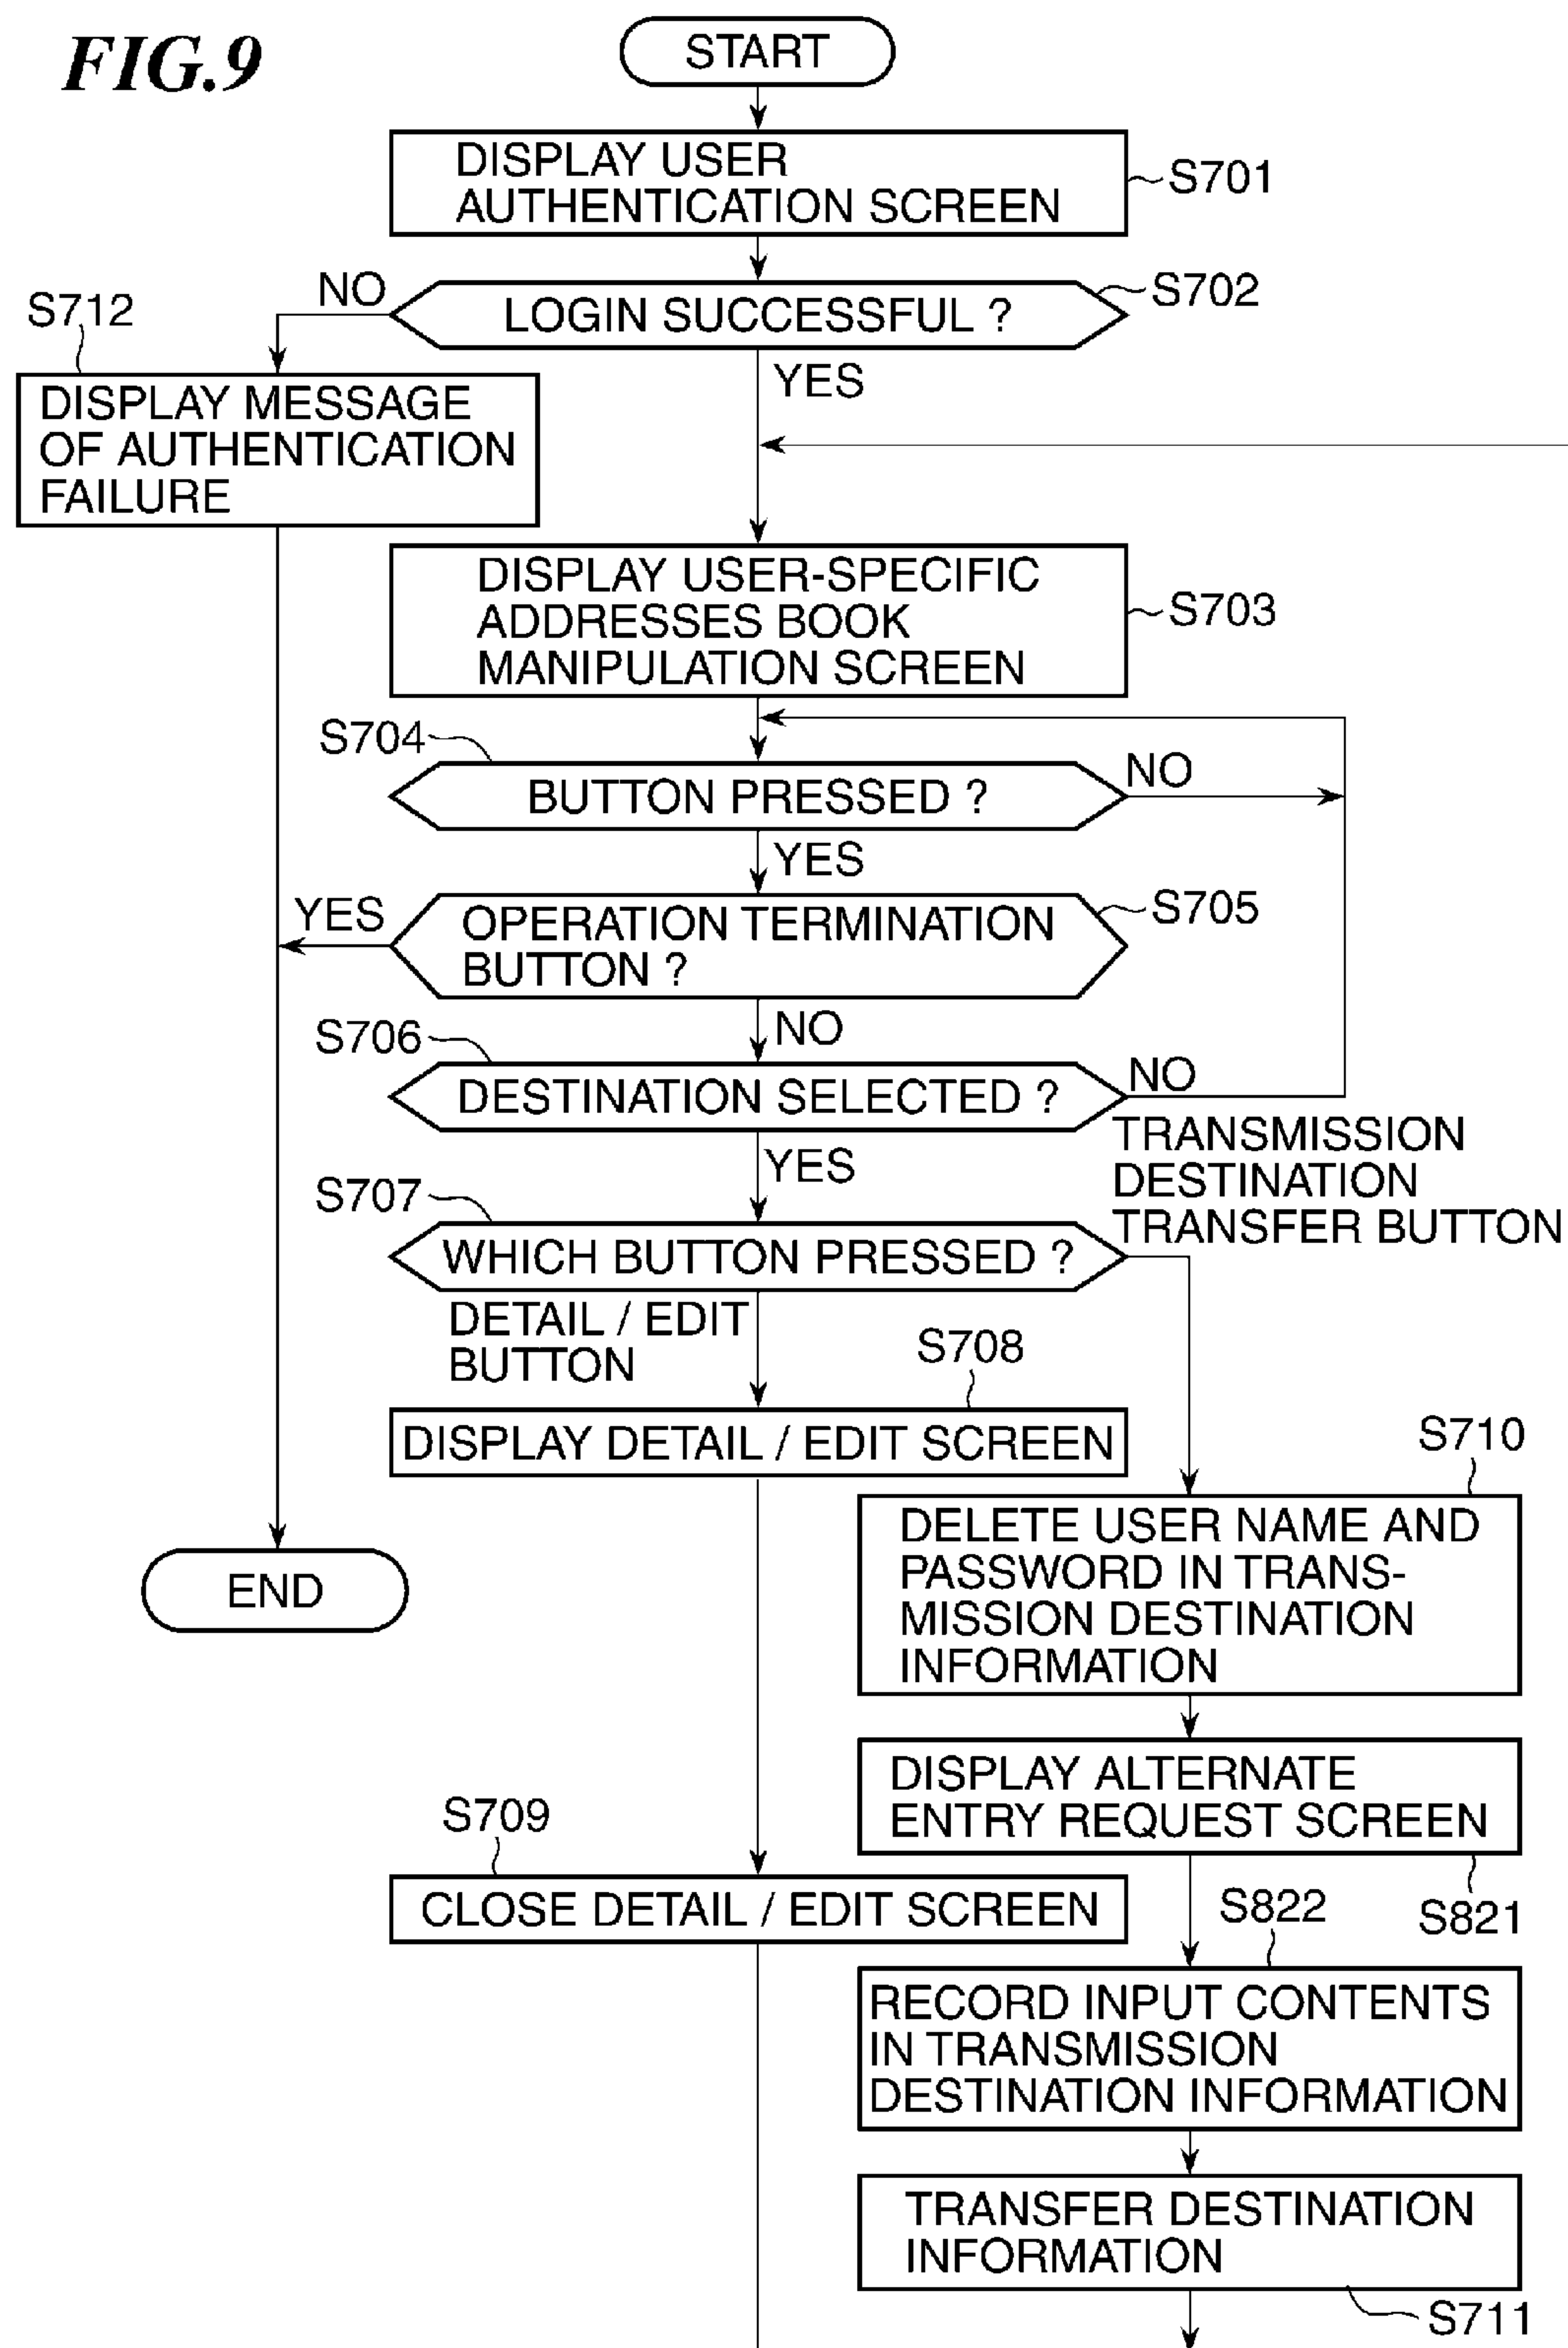 FIG.9
START
DISPLAY USER
AUTHENTICATION SCREEN
S701
LOGIN SUCCESSFUL ?
S702
NO
YES
S712
DISPLAY MESSAGE
OF AUTHENTICATION
FAILURE
DISPLAY USER-SPECIFIC
ADDRESSES BOOK
MANIPULATION SCREEN
S703
S704
BUTTON PRESSED ?
NO
YES
OPERATION TERMINATION
BUTTON ?
S705
YES
NO
S706
DESTINATION SELECTED ?
NO
YES
TRANSMISSION
DESTINATION
TRANSFER BUTTON
S707
WHICH BUTTON PRESSED ?
DETAIL / EDIT
BUTTON
S708
DISPLAY DETAIL / EDIT SCREEN
S710
DELETE USER NAME AND
PASSWORD IN TRANS-
MISSION DESTINATION
INFORMATION
END
DISPLAY ALTERNATE
ENTRY REQUEST SCREEN
S821
S709
CLOSE DETAIL / EDIT SCREEN
S822
RECORD INPUT CONTENTS
IN TRANSMISSION
DESTINATION INFORMATION
TRANSFER DESTINATION
INFORMATION
S711